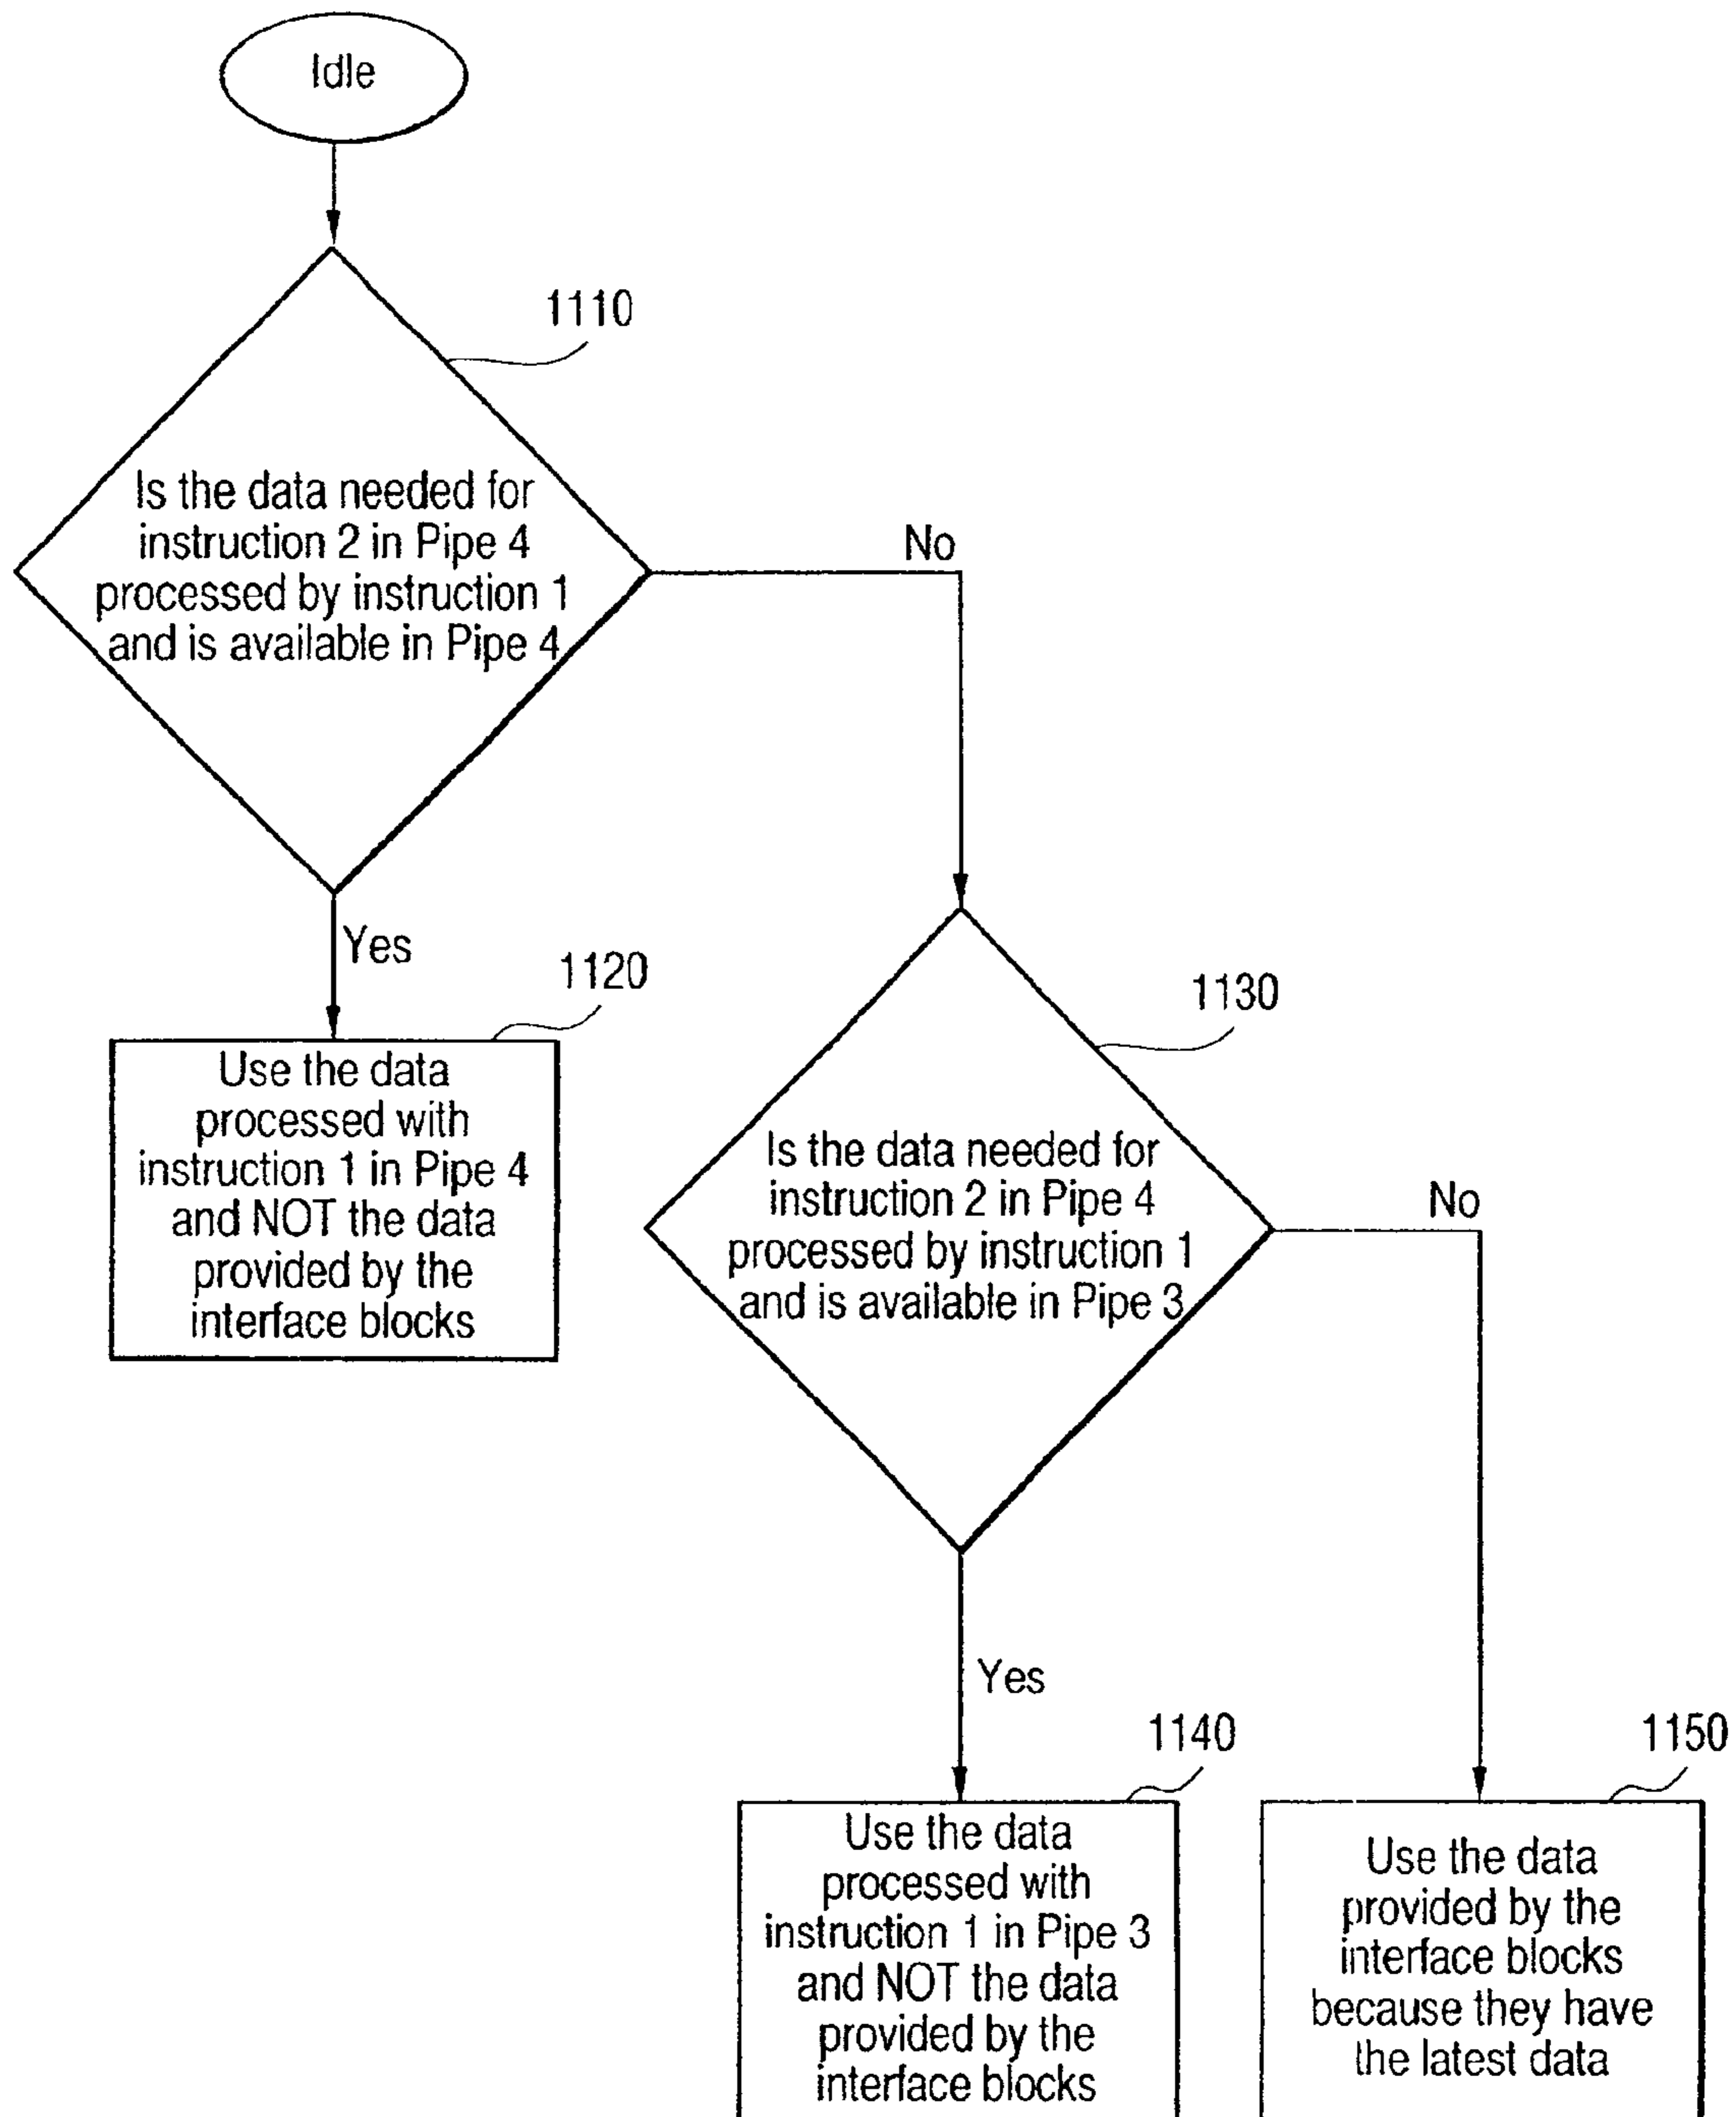 Idle
1110
Is the data needed for
instruction 2 in Pipe 4
processed by instruction 1
and is available in Pipe 4
No
Yes
1120
Use the data
processed with
instruction 1 in Pipe 4
and NOT the data
provided by the
interface blocks
1130
Is the data needed for
instruction 2 in Pipe 4
processed by instruction 1
and is available in Pipe 3
No
Yes
1140
Use the data
processed with
instruction 1 in Pipe 3
and NOT the data
provided by the
interface blocks
1150
Use the data
provided by the
interface blocks
because they have
the latest data